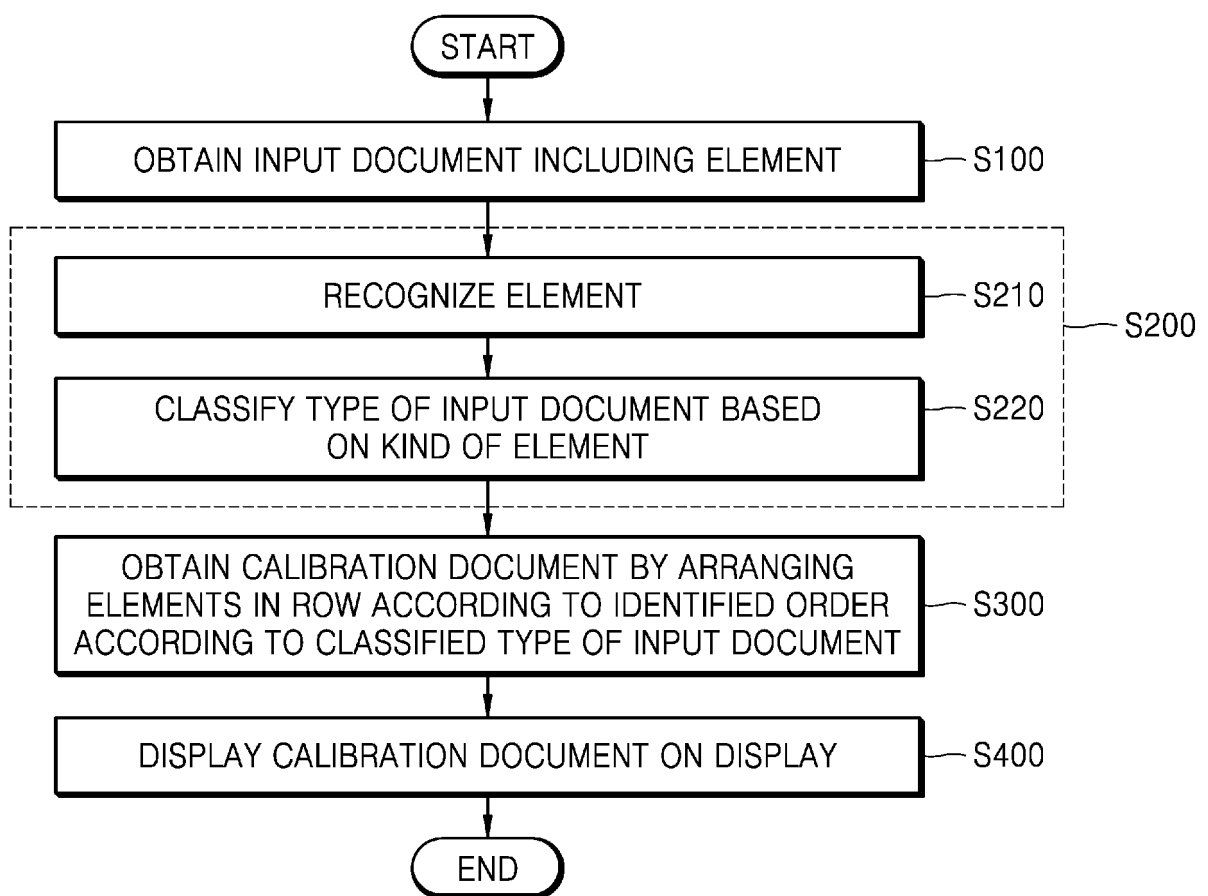 START
OBTAIN INPUT DOCUMENT INCLUDING ELEMENT
S100
RECOGNIZE ELEMENT
S210
S200
CLASSIFY TYPE OF INPUT DOCUMENT BASED
ON KIND OF ELEMENT
S220
OBTAIN CALIBRATION DOCUMENT BY ARRANGING
ELEMENTS IN ROW ACCORDING TO IDENTIFIED ORDER
ACCORDING TO CLASSIFIED TYPE OF INPUT DOCUMENT
S300
DISPLAY CALIBRATION DOCUMENT ON DISPLAY
S400
END